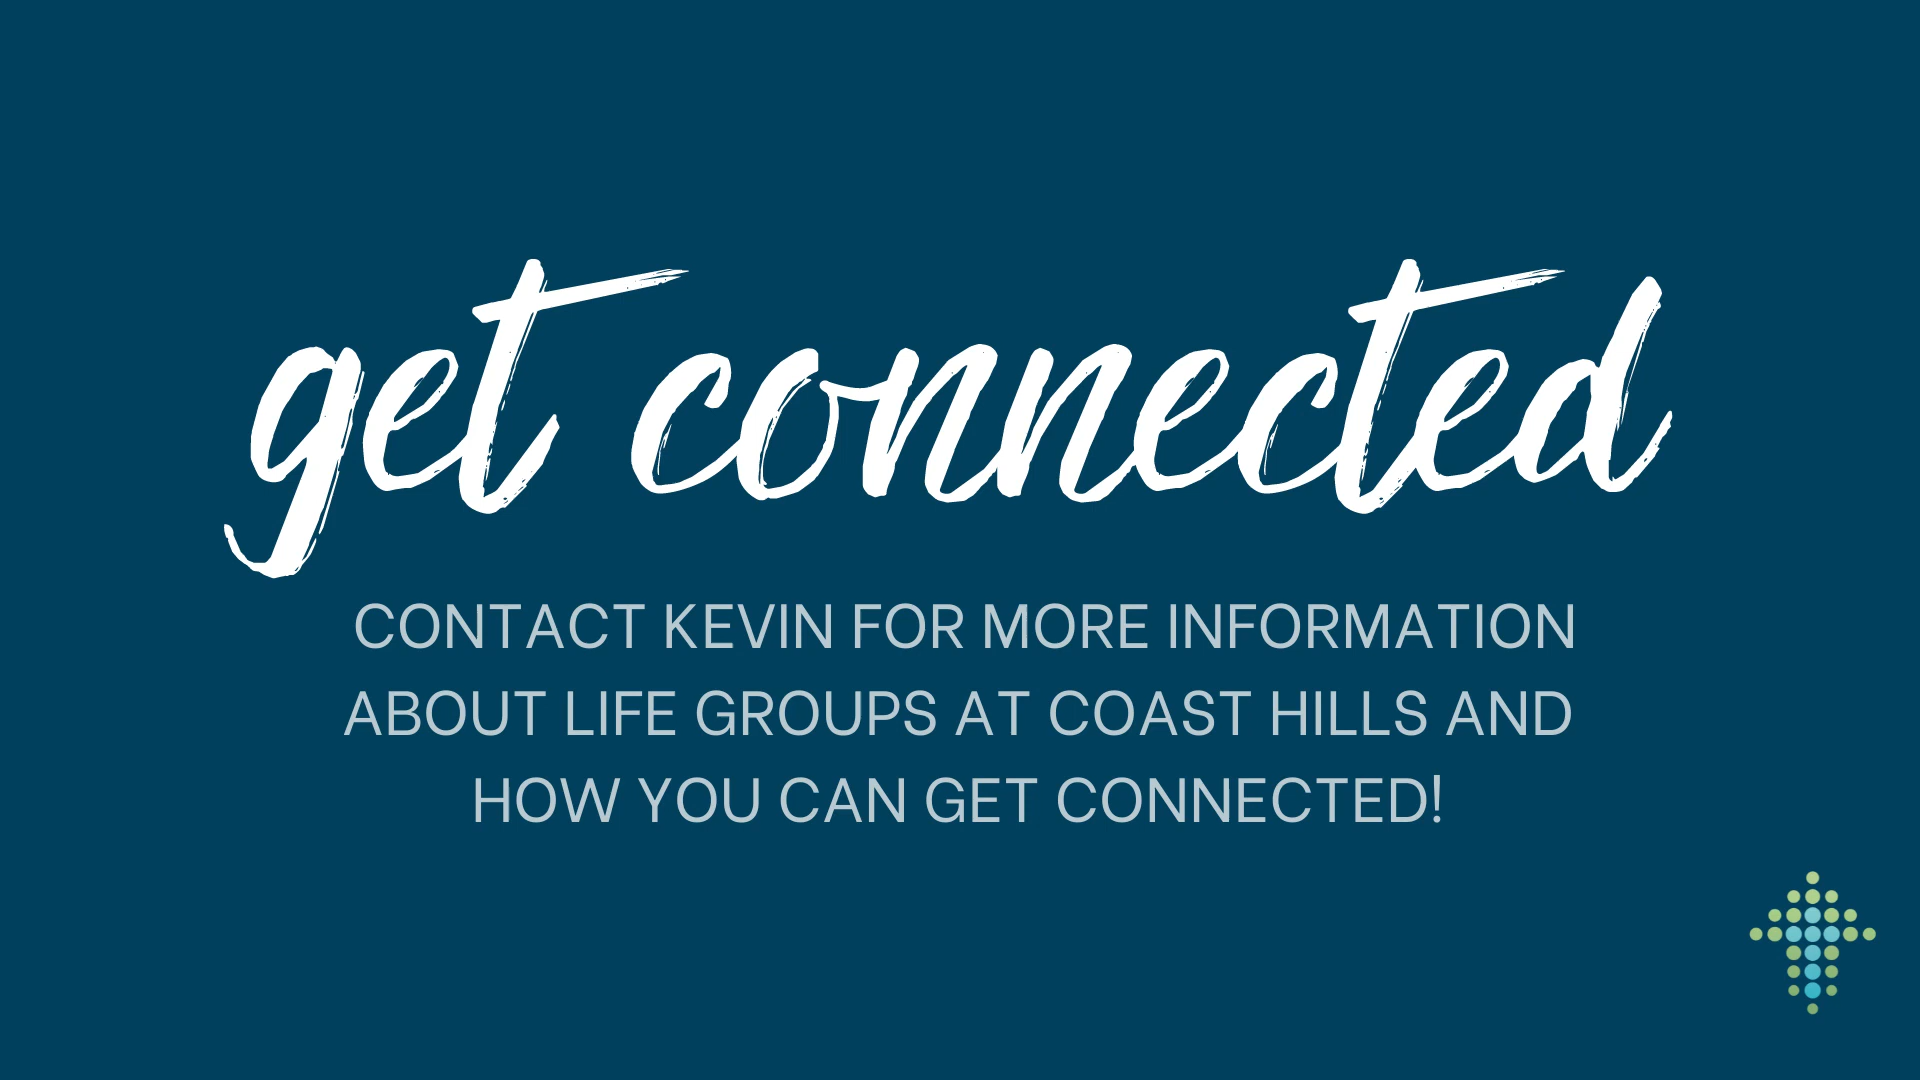 get connected
CONTACT KEVIN FOR MORE INFORMATION
ABOUT LIFE GROUPS AT COAST HILLS AND
HOW YOU CAN GET CONNECTED!